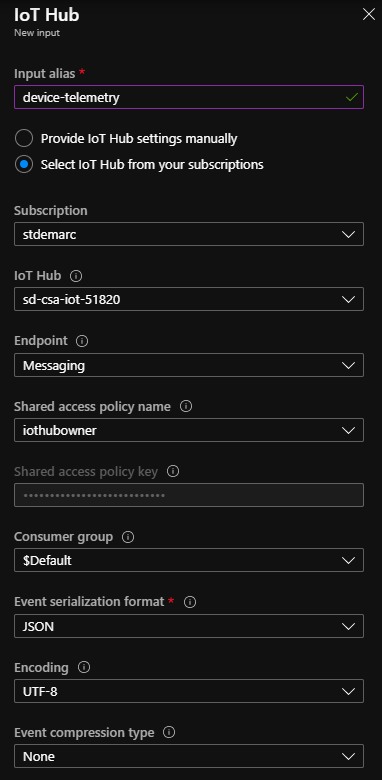 IoT Hub
New input
Input alias *
device-telemetry
Provide IoT Hub settings manually
Select IoT Hub from your subscriptions
Subscription
stdemarc
IoT Hub
sd-csa-iot-51820
Endpoint
Messaging
Shared access policy name
iothubowner
Shared access policy key
••••••••••••••••••••••••••••
Consumer group
$Default
Event serialization format *
JSON
Encoding
UTF-8
Event compression type
None